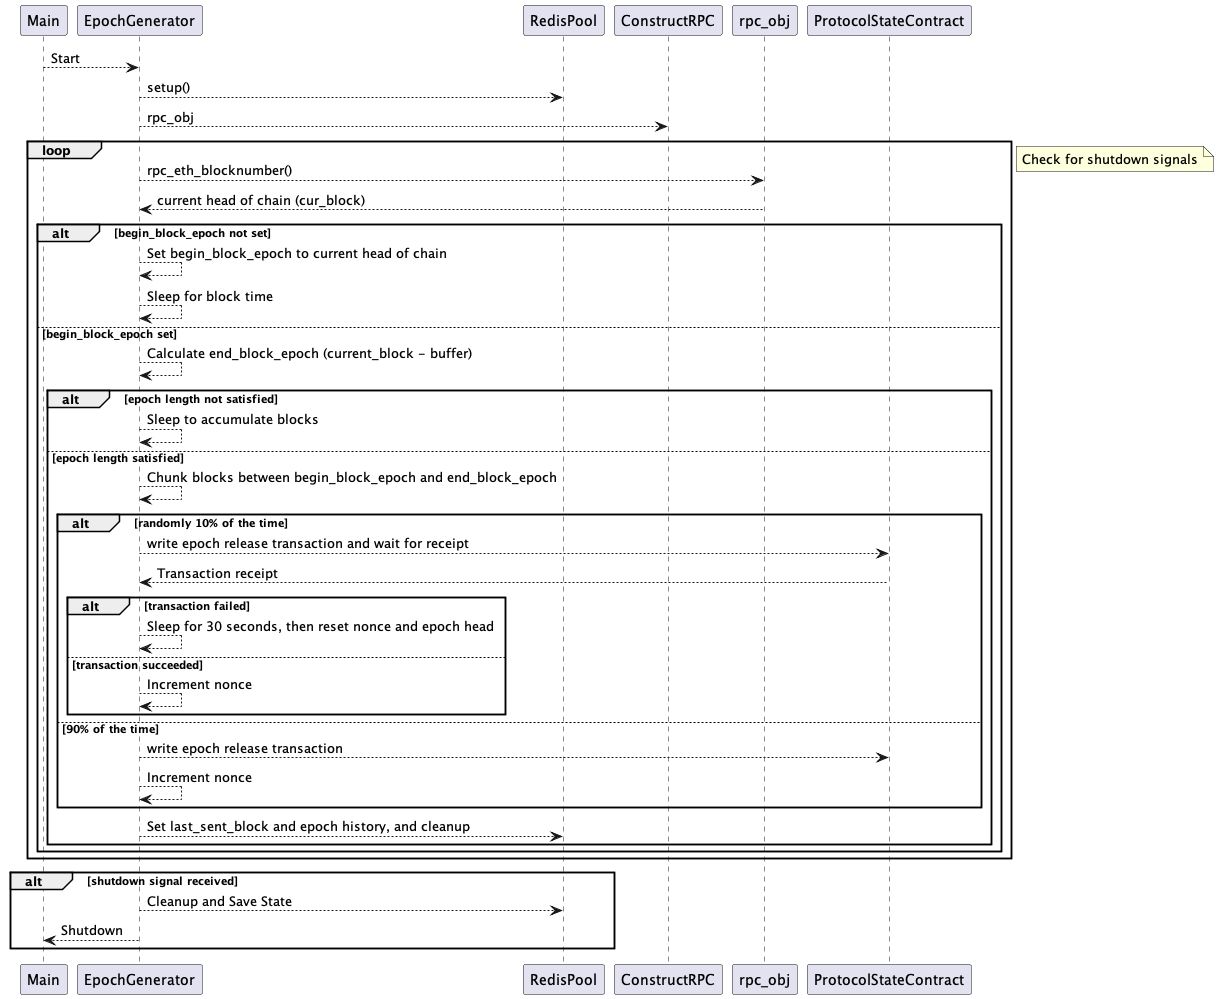 Main EpochGenerator RedisPool ConstructRPC rpc_obj ProtocolStateContract
Start
setup()
rpc_obj
loop
Check for shutdown signals
rpc_eth_blocknumber()
current head of chain (cur_block)
alt [begin_block_epoch not set]
Set begin_block_epoch to current head of chain
Sleep for block time
[begin_block_epoch set]
Calculate end_block_epoch (current_block - buffer)
alt [epoch length not satisfied]
Sleep to accumulate blocks
[epoch length satisfied]
Chunk blocks between begin_block_epoch and end_block_epoch
alt [randomly 10% of the time]
write epoch release transaction and wait for receipt
Transaction receipt
alt [transaction failed]
Sleep for 30 seconds, then reset nonce and epoch head
[transaction succeeded]
Increment nonce
[90% of the time]
write epoch release transaction
Increment nonce
Set last_sent_block and epoch history, and cleanup
alt [shutdown signal received]
Cleanup and Save State
Shutdown
Main EpochGenerator RedisPool ConstructRPC rpc_obj ProtocolStateContract